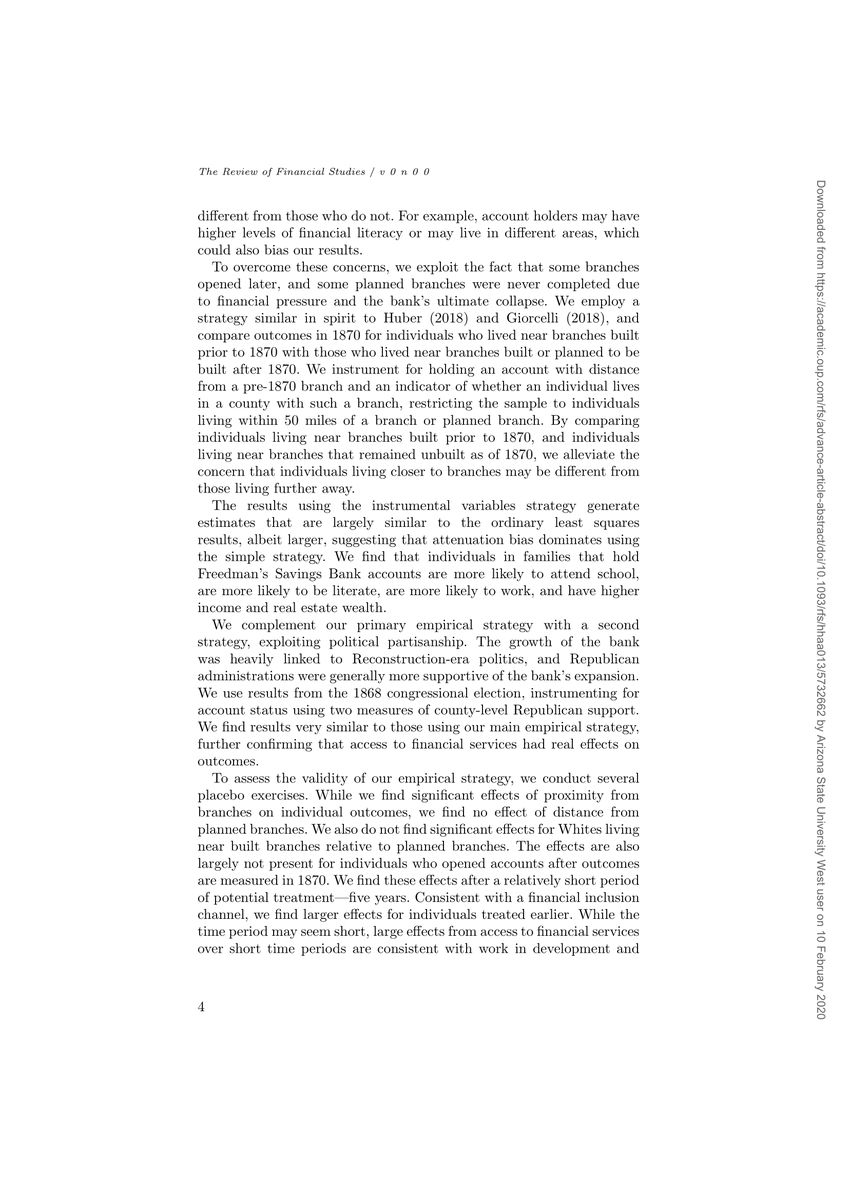 The Review of Financial Studies / v 0 n 0 0
different from those who do not. For example, account holders may have
higher levels of financial literacy or may live in different areas, which
could also bias our results.
To overcome these concerns, we exploit the fact that some branches
opened later, and some planned branches were never completed due
to financial pressure and the bank's ultimate collapse. We employ a
strategy similar in spirit to Huber (2018) and Giorcelli (2018), and
compare outcomes in 1870 for individuals who lived near branches built
prior to 1870 with those who lived near branches built or planned to be
built after 1870. We instrument for holding an account with distance
from a pre-1870 branch and an indicator of whether an individual lives
in a county with such a branch, restricting the sample to individuals
living within 50 miles of a branch or planned branch. By comparing
individuals living near branches built prior to 1870, and individuals
living near branches that remained unbuilt as of 1870, we alleviate the
concern that individuals living closer to branches may be different from
those living further away.
The results using the instrumental variables strategy generate
estimates that are largely similar to the ordinary least squares
results, albeit larger, suggesting that attenuation bias dominates using
the simple strategy. We find that individuals in families that hold
Freedman's Savings Bank accounts are more likely to attend school,
are more likely to be literate, are more likely to work, and have higher
income and real estate wealth.
We complement our primary empirical strategy with a second
strategy, exploiting political partisanship. The growth of the bank
was heavily linked to Reconstruction-era politics, and Republican
administrations were generally more supportive of the bank's expansion.
We use results from the 1868 congressional election, instrumenting for
account status using two measures of county-level Republican support.
We find results very similar to those using our main empirical strategy,
further confirming that access to financial services had real effects on
outcomes.
To assess the validity of our empirical strategy, we conduct several
placebo exercises. While we find significant effects of proximity from
branches on individual outcomes, we find no effect of distance from
planned branches. We also do not find significant effects for Whites living
near built branches relative to planned branches. The effects are also
largely not present for individuals who opened accounts after outcomes
are measured in 1870. We find these effects after a relatively short period
of potential treatment—five years. Consistent with a financial inclusion
channel, we find larger effects for individuals treated earlier. While the
time period may seem short, large effects from access to financial services
over short time periods are consistent with work in development and
4
Downloaded from https://academic.oup.com/rfs/advance-article-abstract/doi/10.1093/rfs/hhaa013/5732662 by Arizona State University West user on 10 February 2020